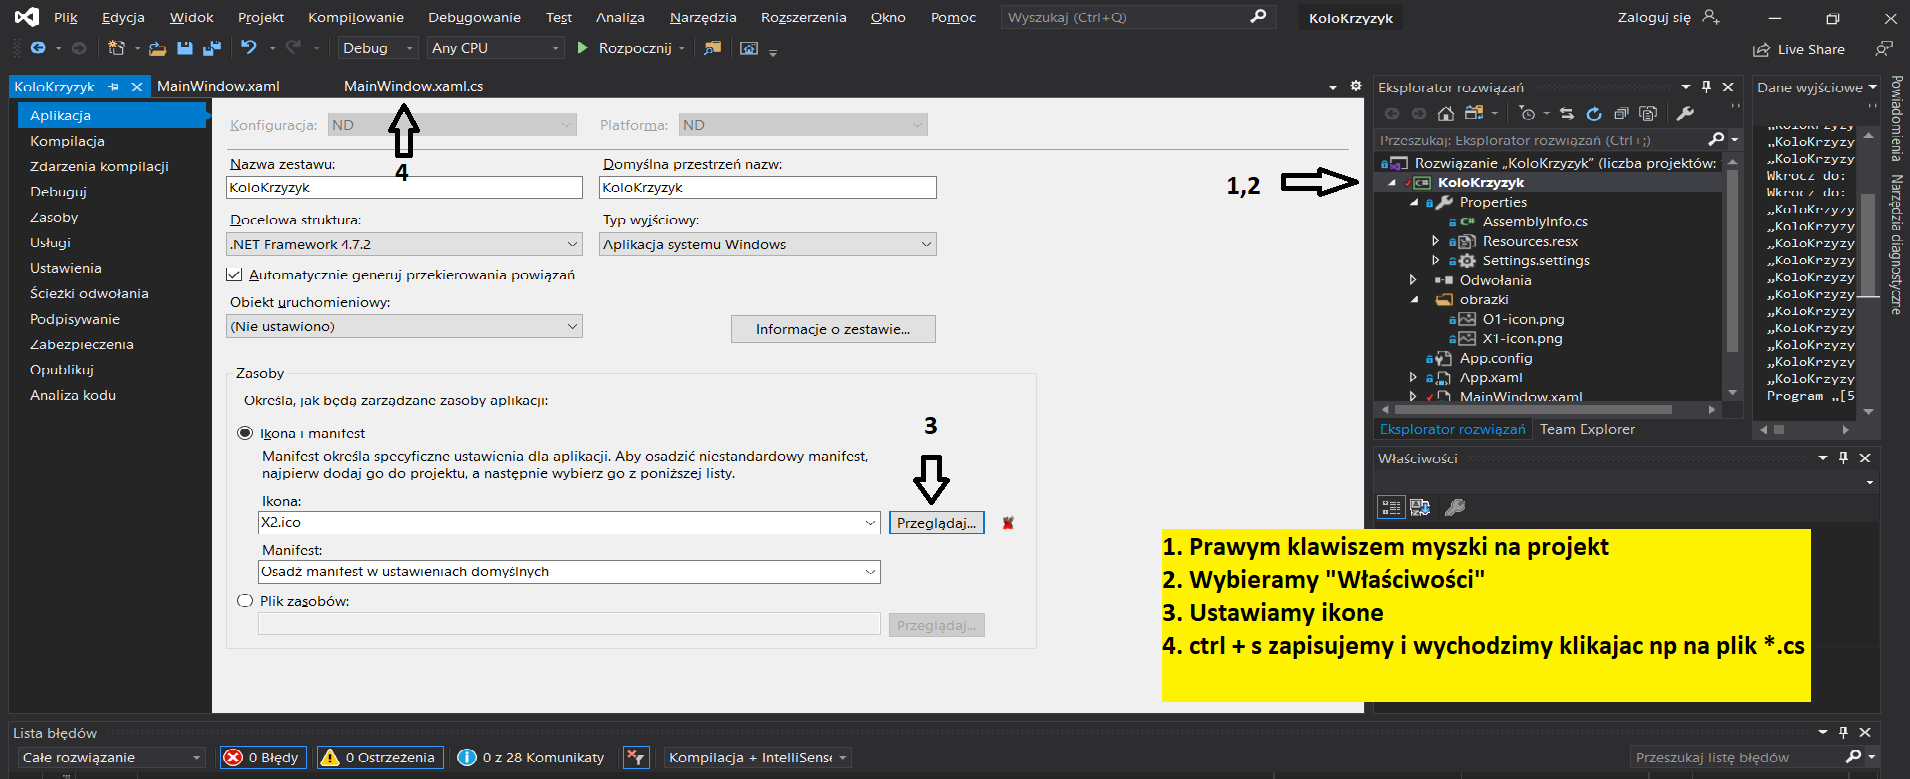 Plik Edycja Widok Projekt Kompilowanie Debugowanie Test Analiza Narzędzia Rozszerzenia Okno Pomoc Wyszukaj (Ctrl+Q) KoloKrzyzyk Zaloguj się
Debug Any CPU Rozpocznij Live Share
KoloKrzyzyk MainWindow.xaml MainWindow.xaml.cs
Aplikacja
Kompilacja
Zdarzenia kompilacji
Debuguj
Zasoby
Usługi
Ustawienia
Ścieżki odwołania
Podpisywanie
Zabezpieczenia
Opublikuj
Analiza kodu
Konfiguracja: ND Platforma: ND
4
Nazwa zestawu: Domyślna przestrzeń nazw:
KoloKrzyzyk KoloKrzyzyk
Docelowa struktura: Typ wyjściowy:
.NET Framework 4.7.2 Aplikacja systemu Windows
Automatycznie generuj przekierowania powiązań
Obiekt uruchomieniowy:
(Nie ustawiono) Informacje o zestawie...
Zasoby
Określa, jak będą zarządzane zasoby aplikacji:
Ikona i manifest
Manifest określa specyficzne ustawienia dla aplikacji. Aby osadzić niestandardowy manifest,
najpierw dodaj go do projektu, a następnie wybierz go z poniższej listy.
3
Ikona:
X2.ico Przeglądaj...
Manifest:
Osadź manifest w ustawieniach domyślnych
Plik zasobów:
Przeglądaj...
1,2
Eksplorator rozwiązań
Przeszukaj: Eksplorator rozwiązań (Ctrl+;)
Rozwiązanie „KoloKrzyzyk” (liczba projektów:
KoloKrzyzyk
Properties
AssemblyInfo.cs
Resources.resx
Settings.settings
Odwołania
obrazki
O1-icon.png
X1-icon.png
App.config
App.xaml
MainWindow.xaml
Eksplorator rozwiązań Team Explorer
Dane wyjściowe
„KoloKrzyzy
„KoloKrzyzy
„KoloKrzyzy
Wkrocz do:
Wkrocz do:
„KoloKrzyzy
„KoloKrzyzy
„KoloKrzyzy
„KoloKrzyzy
„KoloKrzyzy
„KoloKrzyzy
„KoloKrzyzy
„KoloKrzyzy
„KoloKrzyzy
„KoloKrzyzy
„KoloKrzyzy
Program „[5
Powiadomienia Narzędzia diagnostyczne
Właściwości
1. Prawym klawiszem myszki na projekt
2. Wybieramy "Właściwości"
3. Ustawiamy ikone
4. ctrl + s zapisujemy i wychodzimy klikajac np na plik *.cs
Lista błędów
Całe rozwiązanie 0 Błędy 0 Ostrzeżenia 0 z 28 Komunikaty Kompilacja + IntelliSense Przeszukaj listę błędów